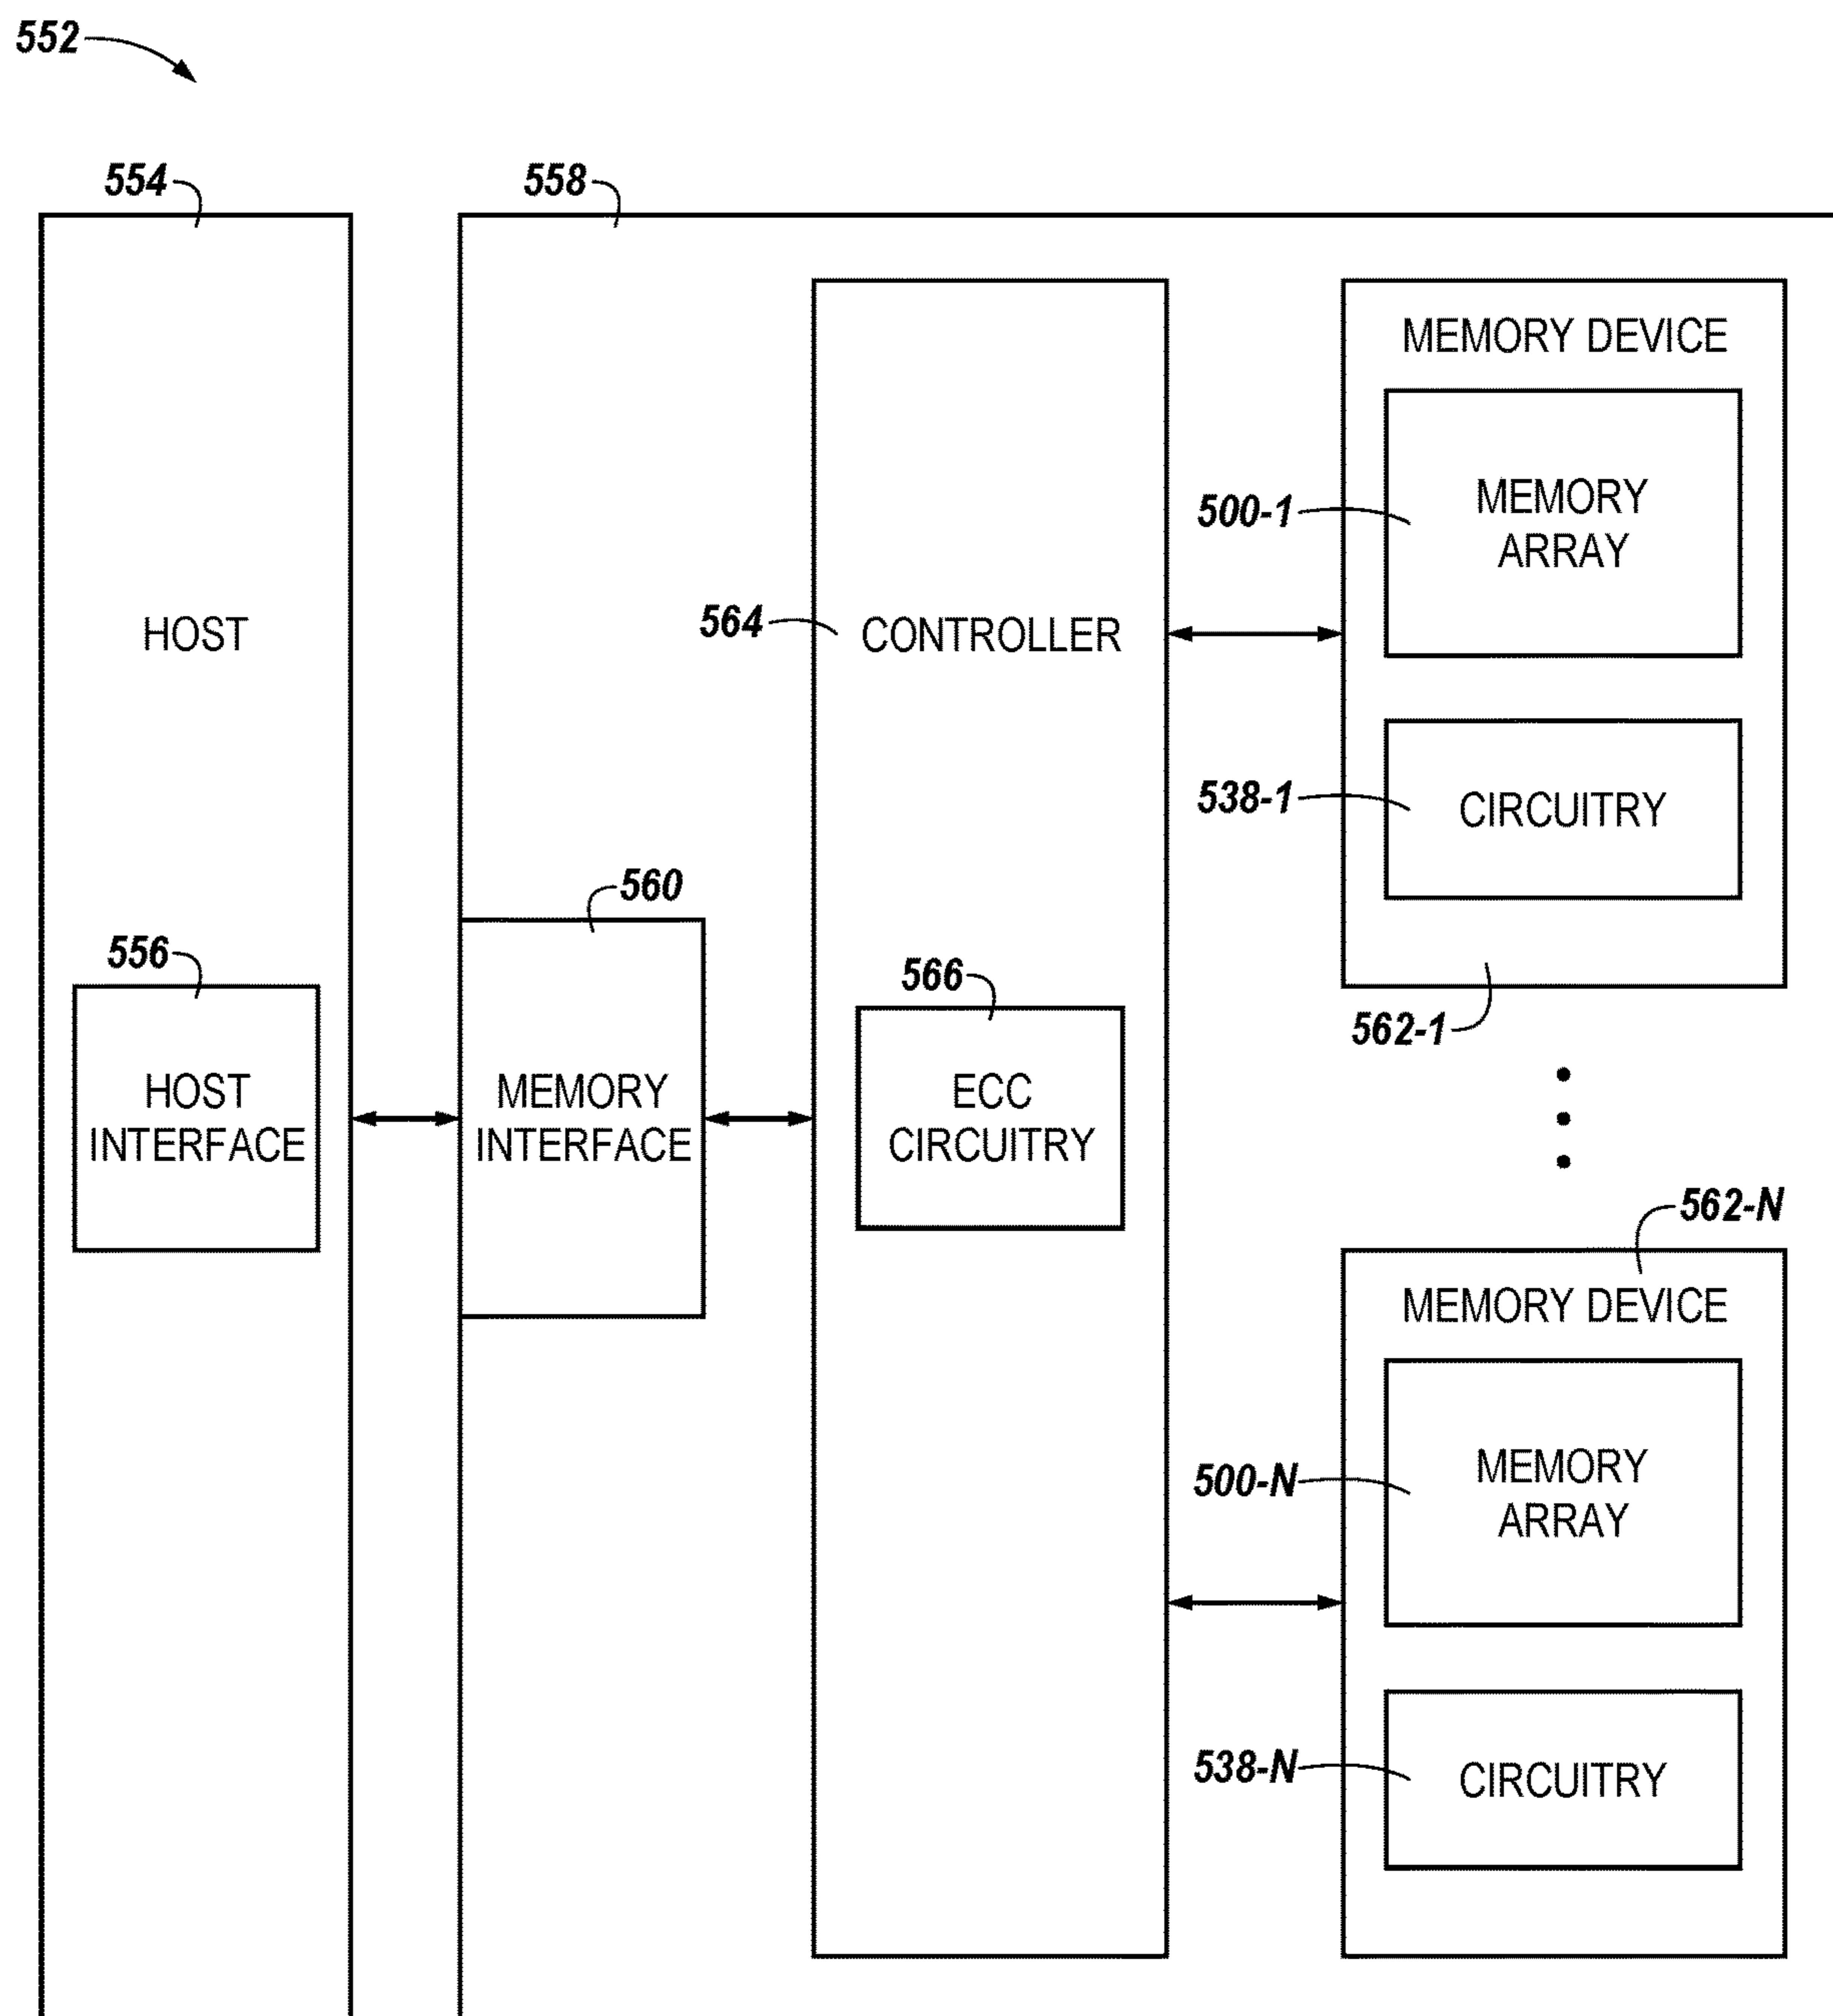 552
554
558
MEMORY DEVICE
500-1
MEMORY
ARRAY
HOST
564
CONTROLLER
538-1
CIRCUITRY
560
556
566
562-1
HOST
INTERFACE
MEMORY
INTERFACE
ECC
CIRCUITRY
562-N
MEMORY DEVICE
500-N
MEMORY
ARRAY
538-N
CIRCUITRY